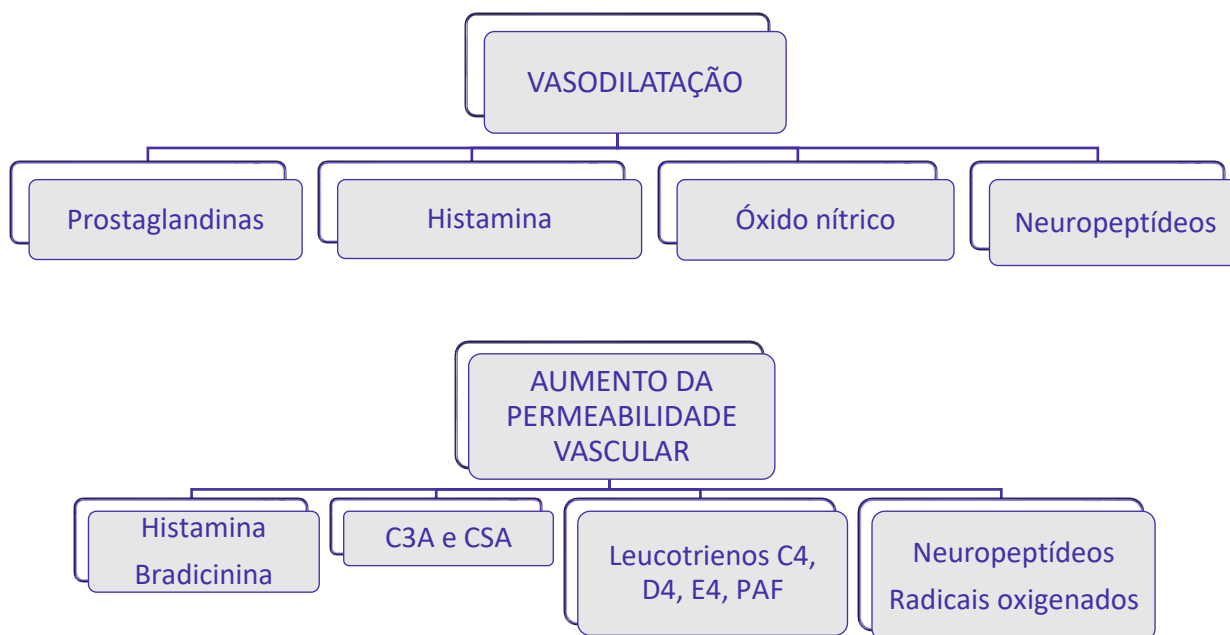 VASODILATAÇÃO
Prostaglandinas
Histamina
Óxido nítrico
Neuropeptídeos
AUMENTO DA
PERMEABILIDADE
VASCULAR
Histamina
Bradicinina
C3A e CSA
Leucotrienos C4,
D4, E4, PAF
Neuropeptídeos
Radicais oxigenados